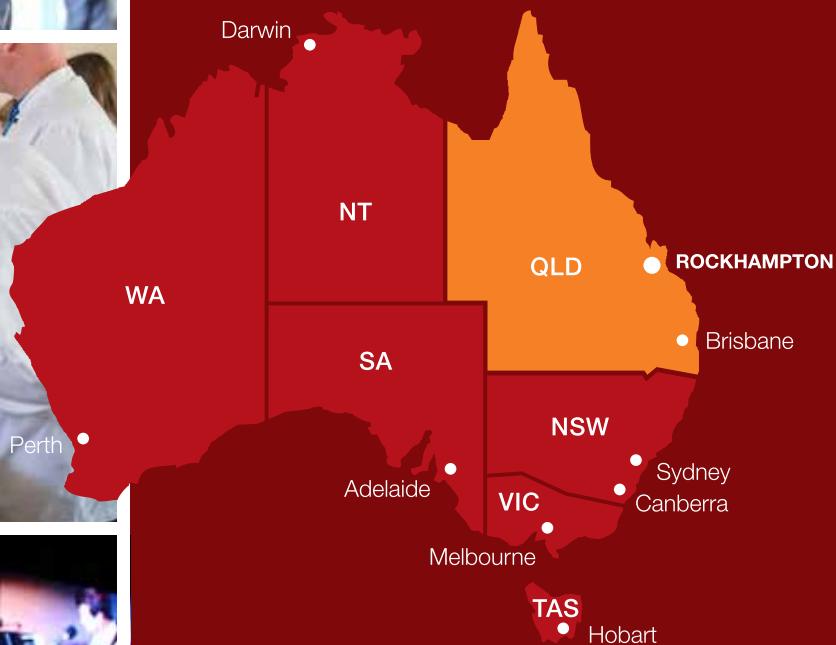 Darwin
NT
QLD
ROCKHAMPTON
WA
Brisbane
SA
NSW
Perth
Sydney
Adelaide
VIC
Canberra
Melbourne
TAS
Hobart